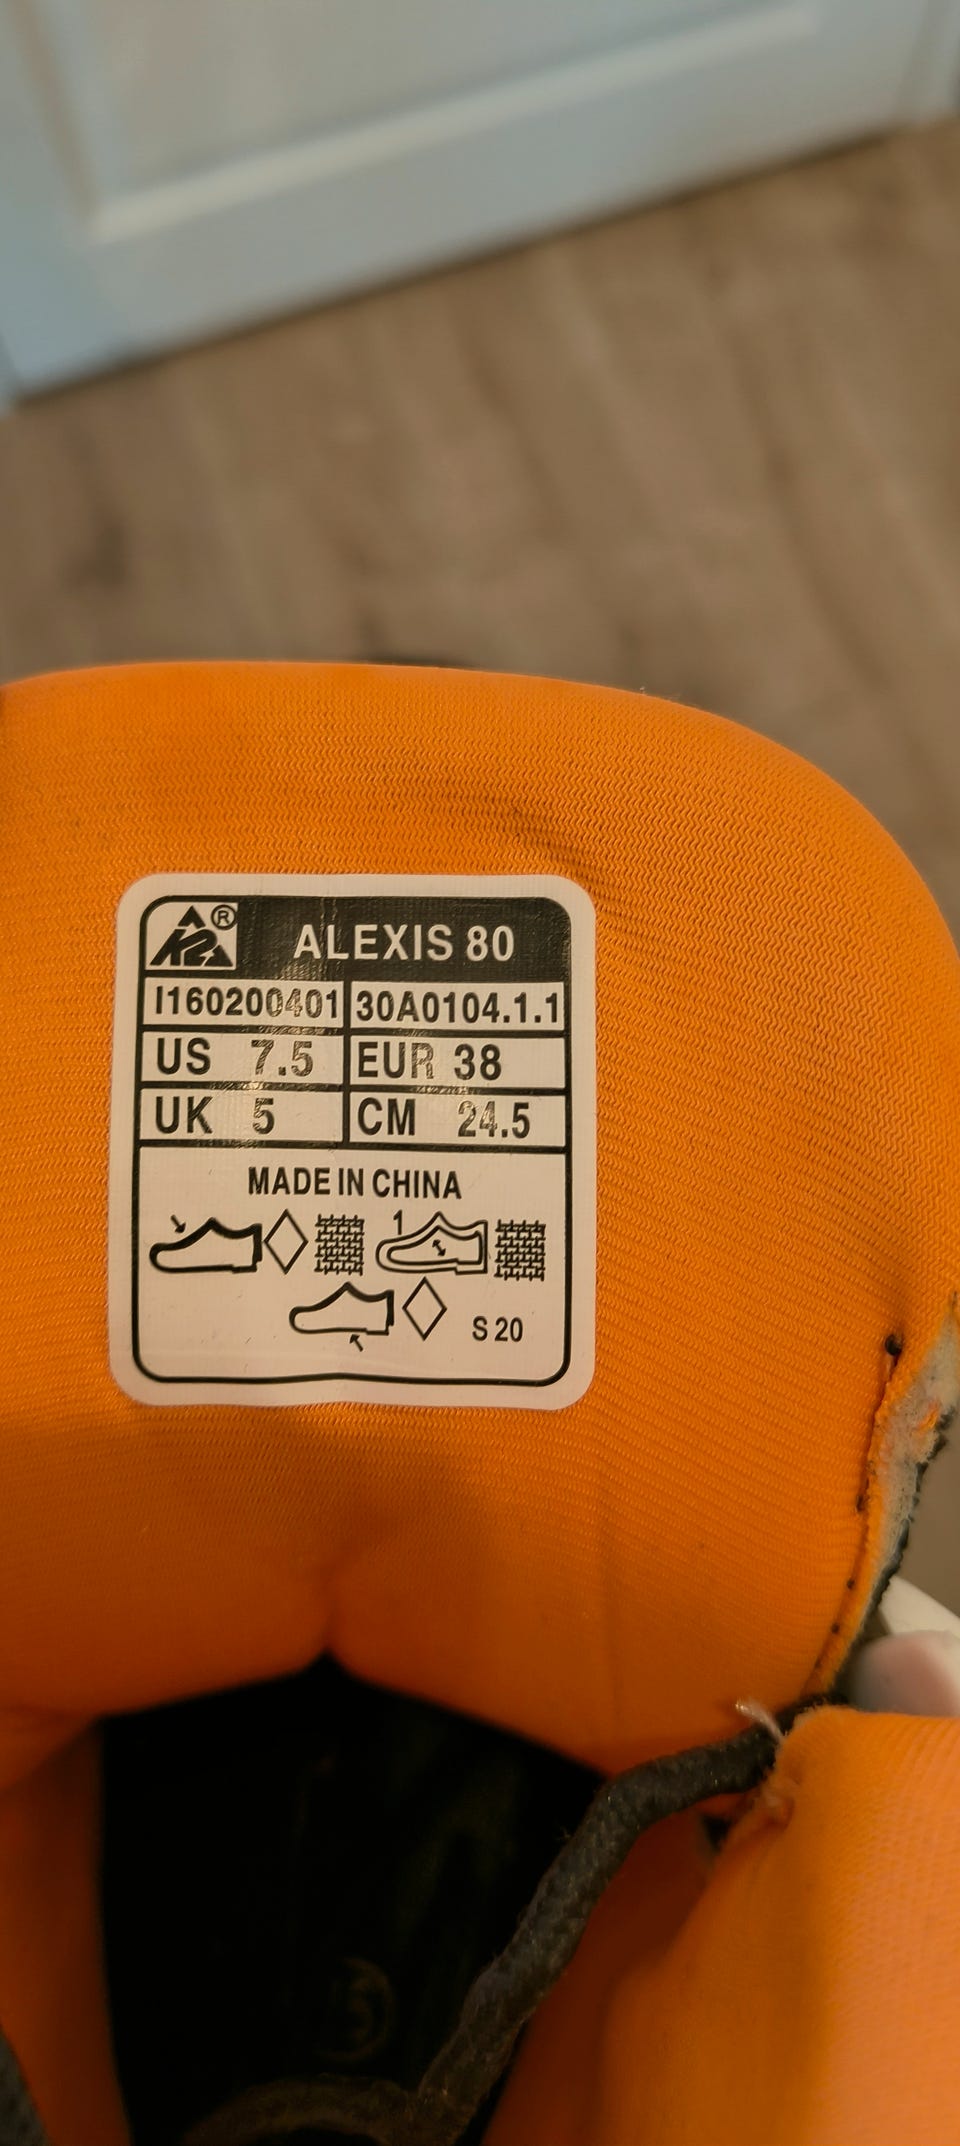 K2® ALEXIS 80
I160200401 30A0104.1.1
US 7.5 EUR 38
UK 5 CM 24.5
MADE IN CHINA
1
S 20